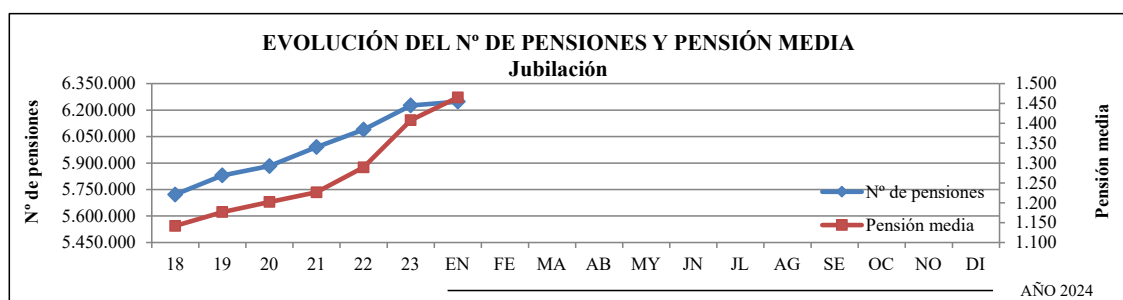 EVOLUCIÓN DEL Nº DE PENSIONES Y PENSIÓN MEDIA
Jubilación
Nº de pensiones
6.350.000
6.200.000
6.050.000
5.900.000
5.750.000
5.600.000
5.450.000
1.500
1.450
1.400
1.350
1.300
1.250
1.200
1.150
1.100
Pensión media
Nº de pensiones
Pensión media
18 19 20 21 22 23 EN FE MA AB MY JN JL AG SE OC NO DI
AÑO 2024